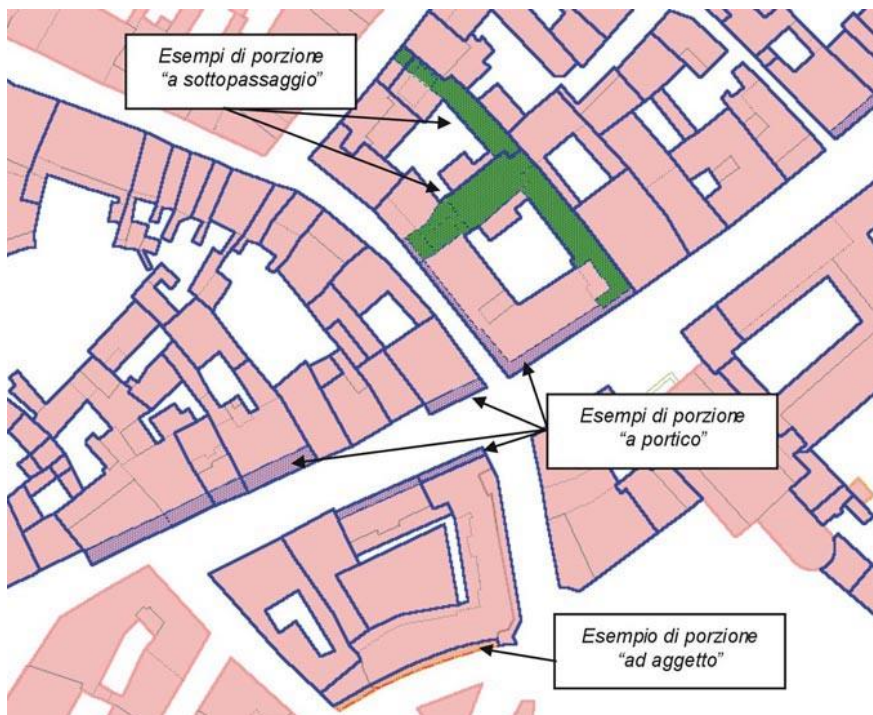 Esempi di porzione
“a sottopassaggio”
Esempi di porzione
“a portico”
Esempio di porzione
“ad aggetto”